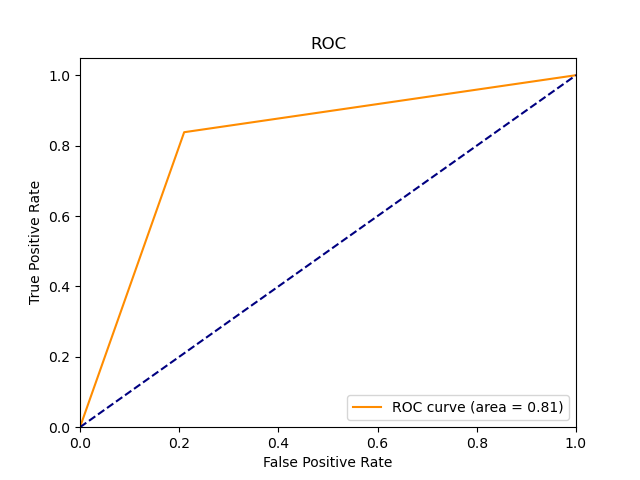 ROC
1.0
0.8
0.6
0.4
0.2
0.0
True Positive Rate
0.0 0.2 0.4 0.6 0.8 1.0
False Positive Rate
ROC curve (area = 0.81)